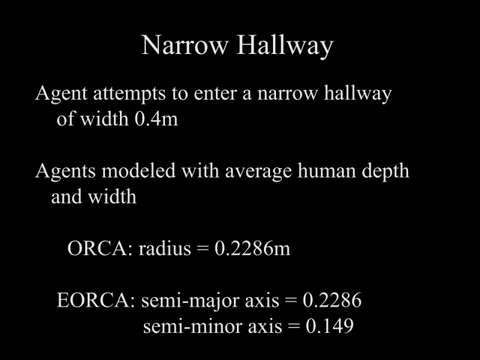 Narrow Hallway
Agent attempts to enter a narrow hallway
of width 0.4m
Agents modeled with average human depth
and width
ORCA: radius = 0.2286m
EORCA: semi-major axis = 0.2286
semi-minor axis = 0.149